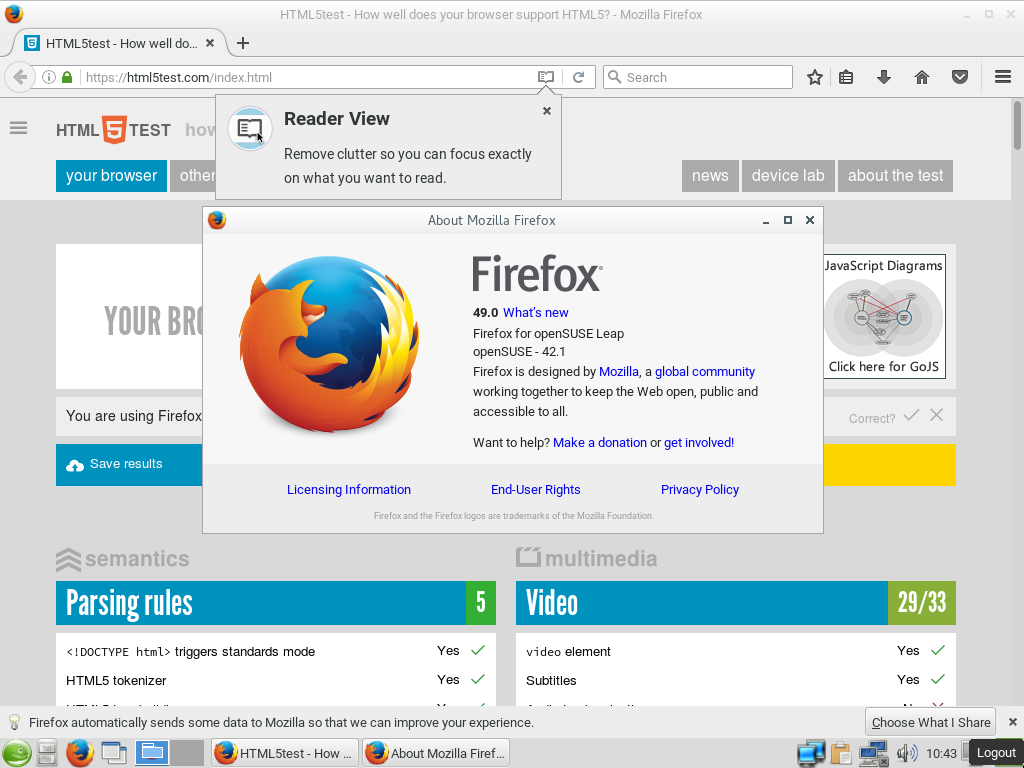 HTML5test - How well does your browser support HTML5? - Mozilla Firefox
HTML5test - How well do...
https://html5test.com/index.html
Search
Reader View
Remove clutter so you can focus exactly
on what you want to read.
HTML 5 TEST how
your browser
other
news
device lab
about the test
About Mozilla Firefox
Firefox
49.0 What's new
Firefox for openSUSE Leap
openSUSE - 42.1
Firefox is designed by Mozilla, a global community
working together to keep the Web open, public and
accessible to all.
Want to help? Make a donation or get involved!
Licensing Information
End-User Rights
Privacy Policy
Firefox and the Firefox logos are trademarks of the Mozilla Foundation.
YOUR BRO
JavaScript Diagrams
Click here for GoJS
You are using Firefox
Correct?
Save results
semantics
Parsing rules 5
<!DOCTYPE html> triggers standards mode Yes
HTML5 tokenizer Yes
multimedia
Video 29/33
video element Yes
Subtitles Yes
Firefox automatically sends some data to Mozilla so that we can improve your experience.
Choose What I Share
HTML5test - How ...
About Mozilla Firef...
10:43
Logout